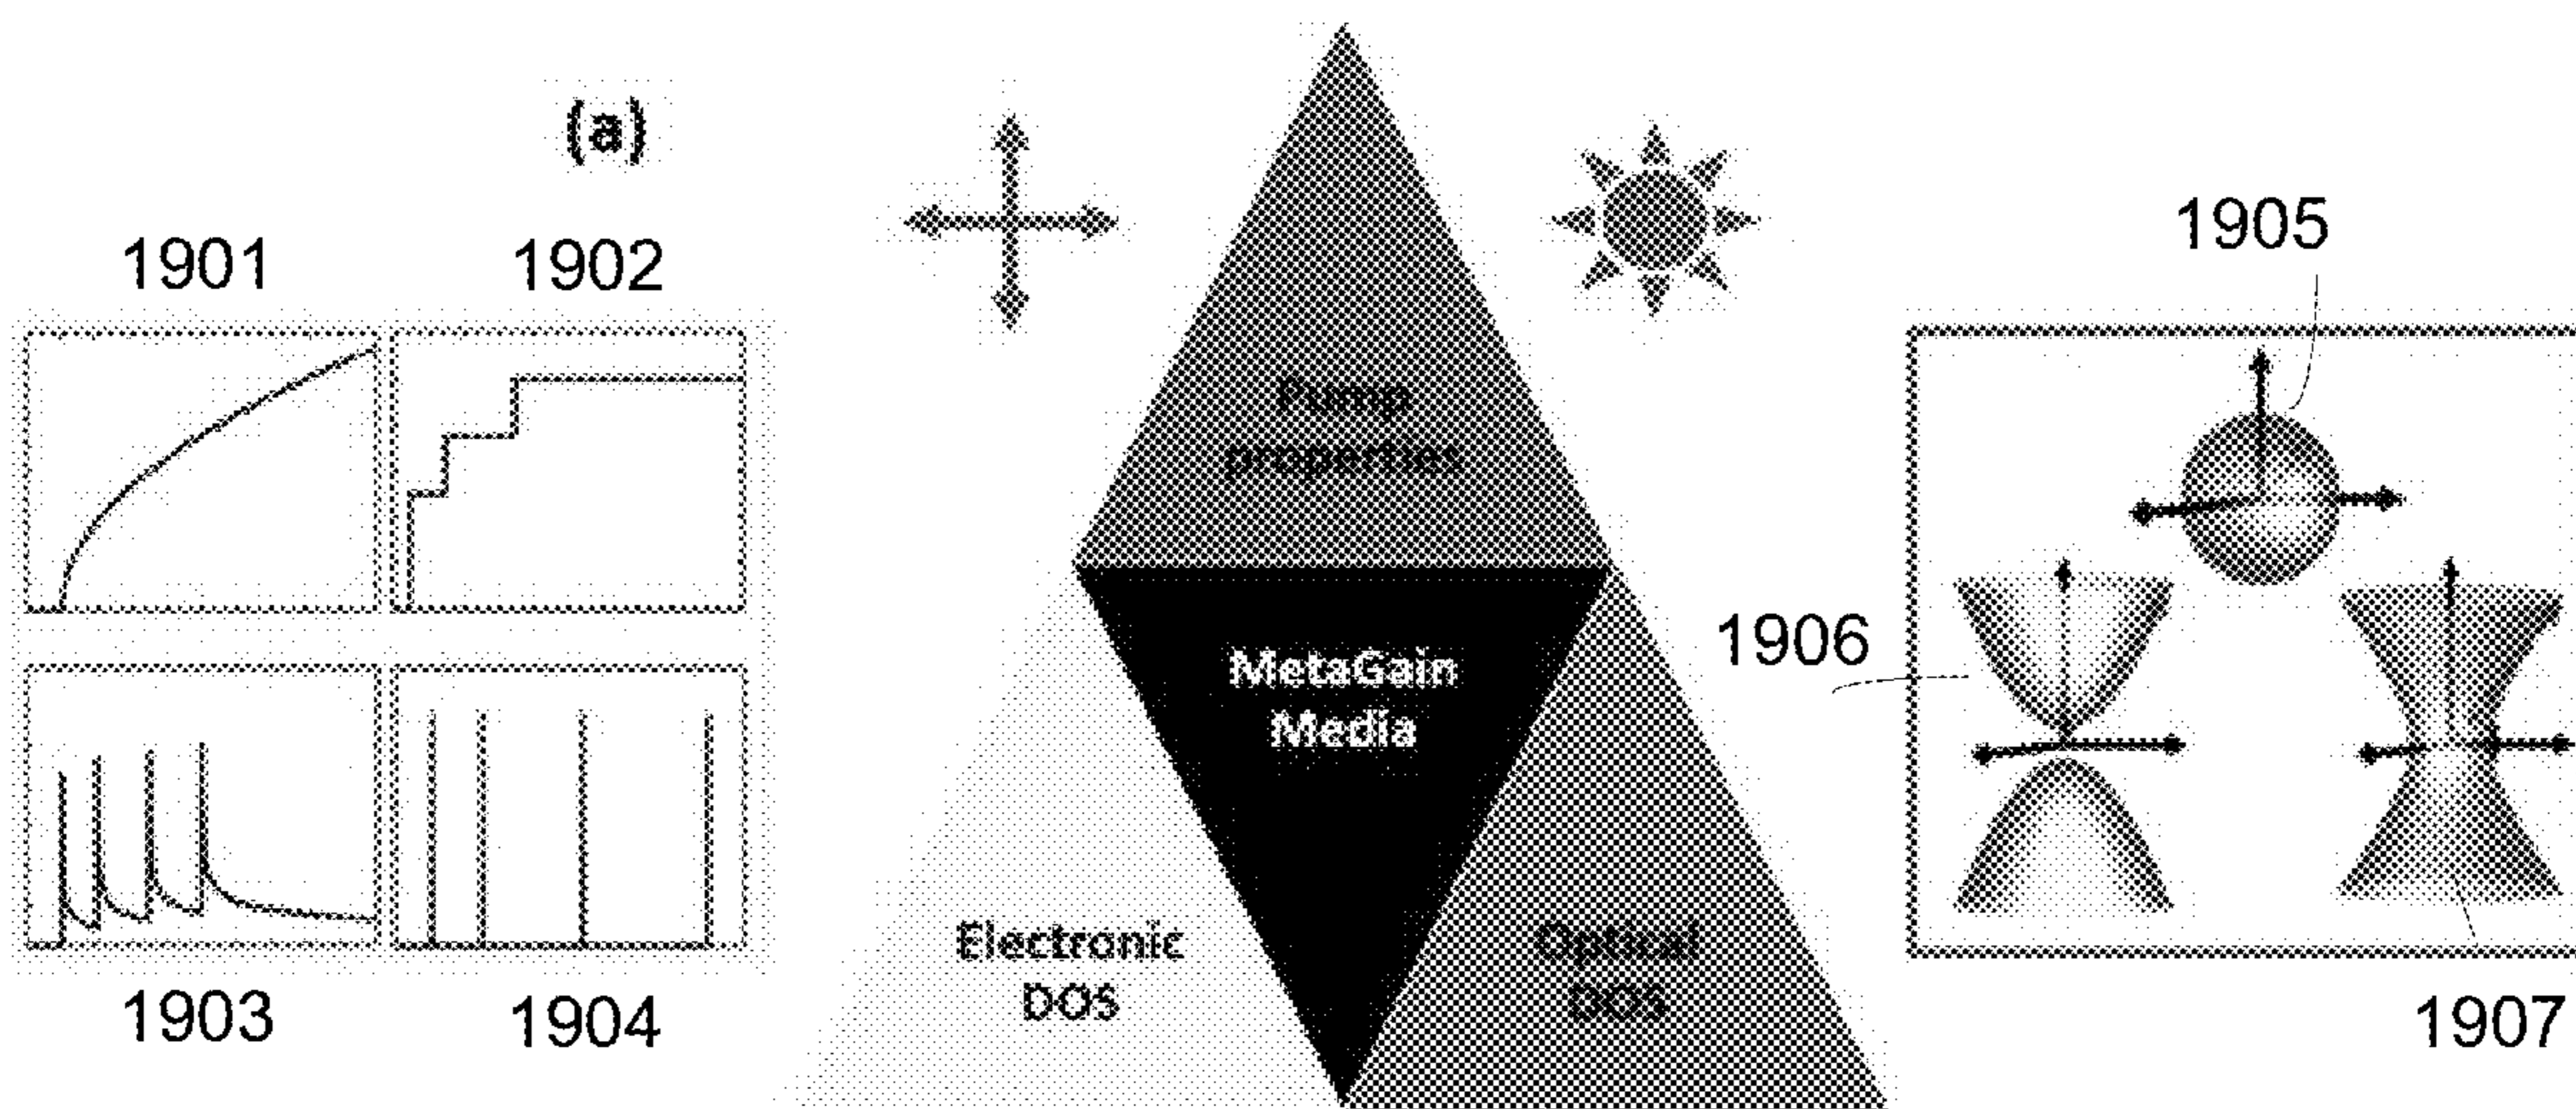 (a)
1901
1902
1903
1904
Pump
properties
MetaGain
Media
Electronic
DOS
Optical
DOS
1905
1906
1907